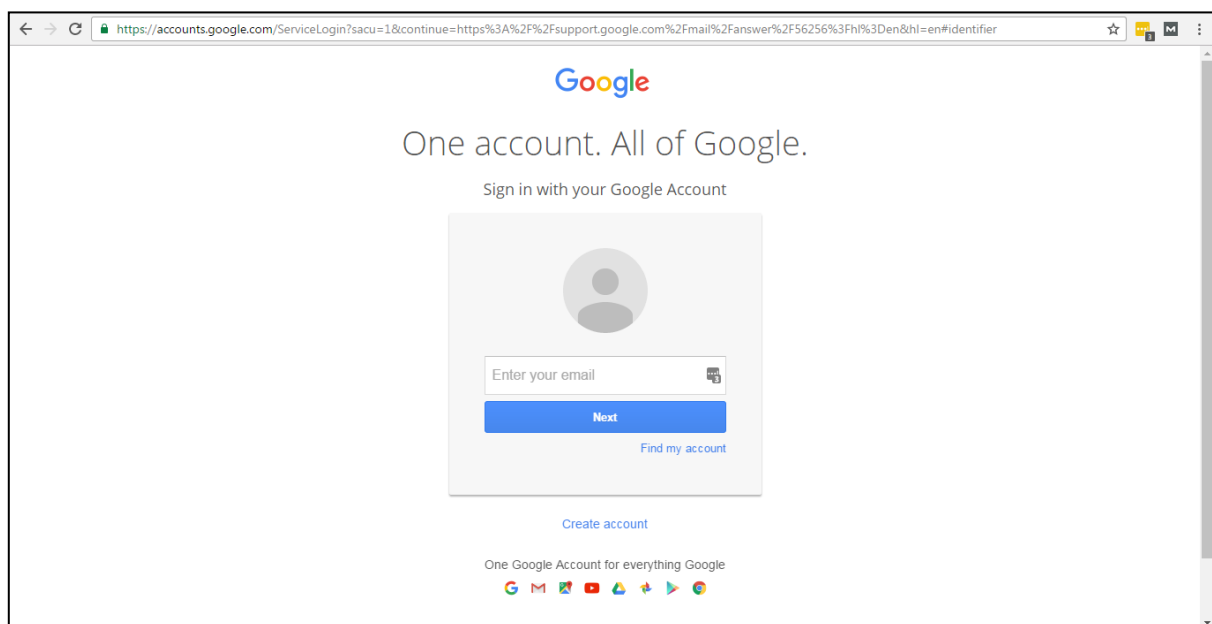 https://accounts.google.com/ServiceLogin?sacu=1&continue=https%3A%2F%2Fsupport.google.com%2Fmail%2Fanswer%2F56256%3Fhl%3Den&hl=en#identifier
3
M
Google
One account. All of Google.
Sign in with your Google Account
Enter your email
3
Next
Find my account
Create account
One Google Account for everything Google